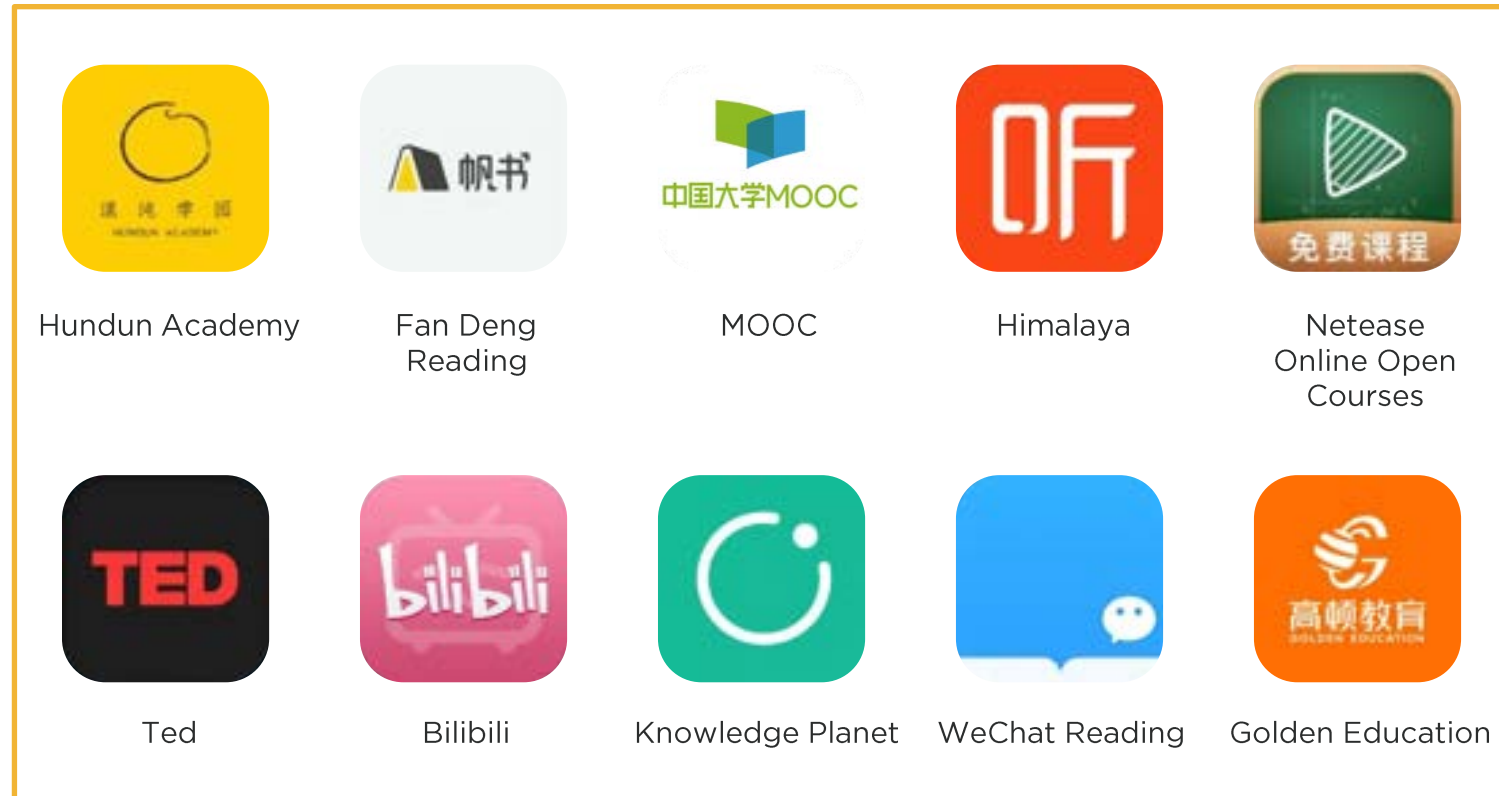 混沌学园
HUNDUN ACADEMY
帆书
中国大学MOOC
听
免费课程
Hundun Academy
Fan Deng
Reading
MOOC
Himalaya
Netease
Online Open
Courses
TED
bilibili
高顿教育
GOLDEN EDUCATION
Ted
Bilibili
Knowledge Planet
WeChat Reading
Golden Education